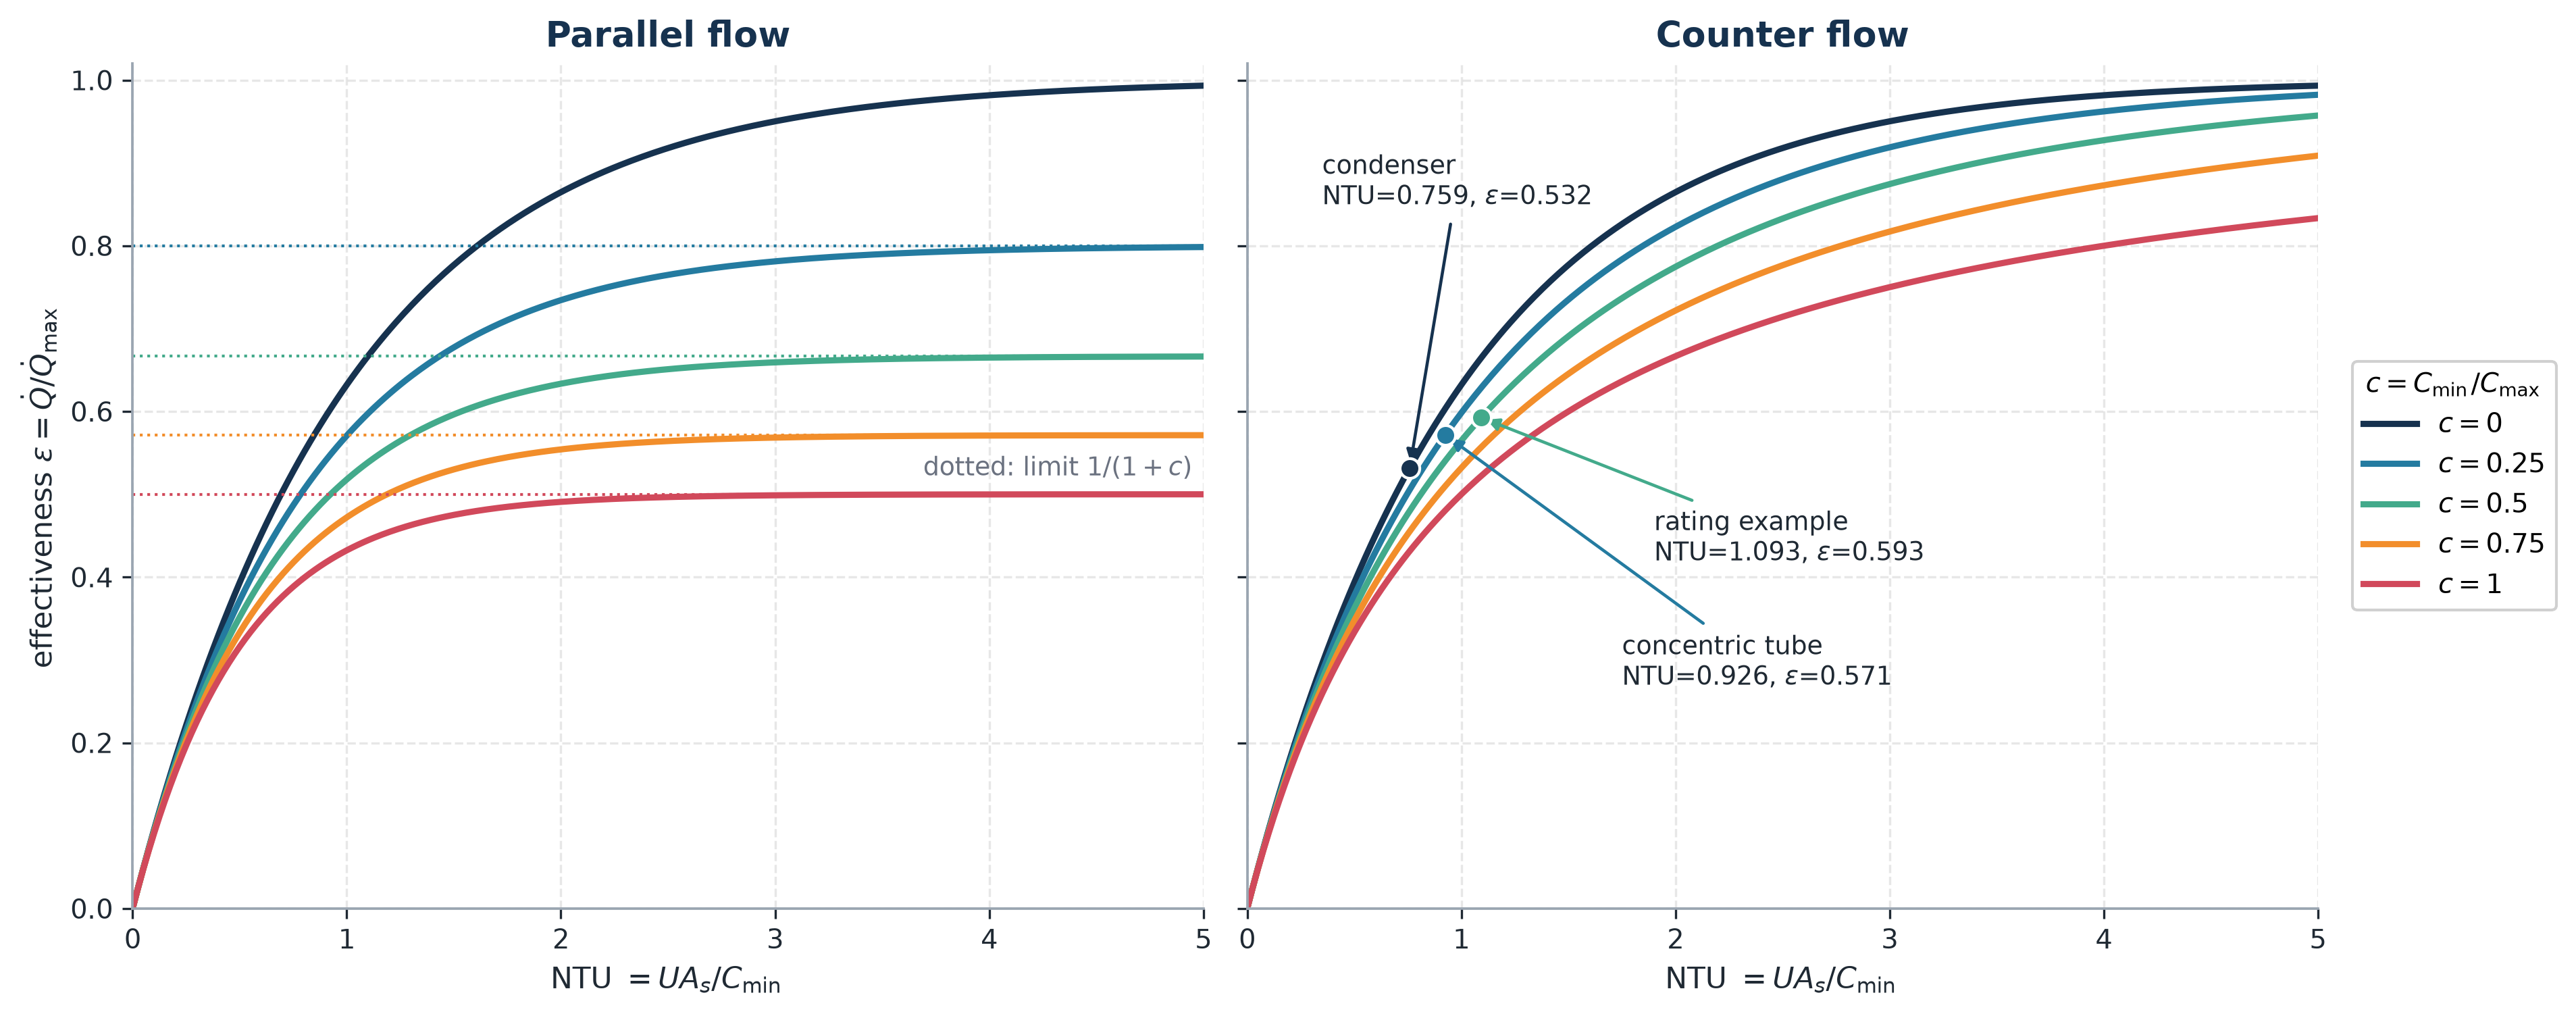 Parallel flow
effectiveness ε = Q̇/Q̇max
1.0
0.8
0.6
0.4
0.2
0.0
dotted: limit 1/(1 + c)
0 1 2 3 4 5
NTU = UAs/Cmin
Counter flow
condenser
NTU=0.759, ε=0.532
rating example
NTU=1.093, ε=0.593
concentric tube
NTU=0.926, ε=0.571
0 1 2 3 4 5
NTU = UAs/Cmin
c = Cmin/Cmax
c = 0
c = 0.25
c = 0.5
c = 0.75
c = 1